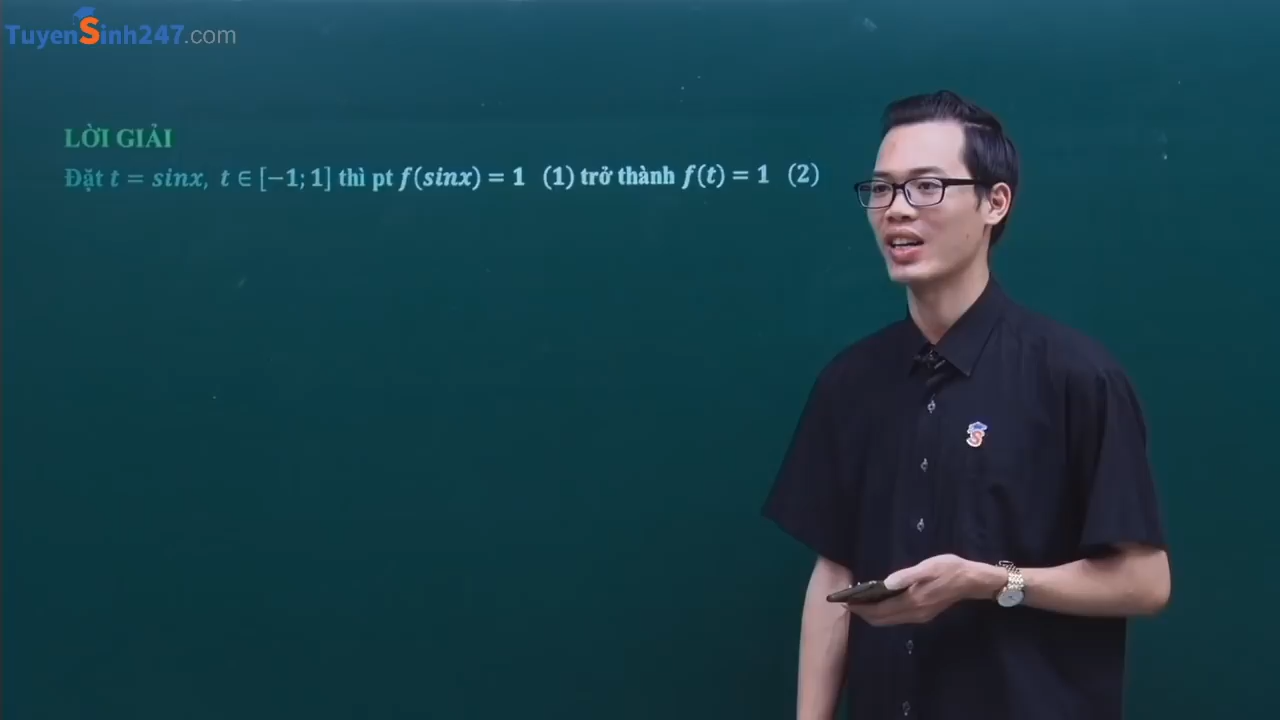 TuyenSinh247.com
LỜI GIẢI
Đặt t = sinx, t ∈ [−1; 1] thì pt f(sinx) = 1 (1) trở thành f(t) = 1 (2)